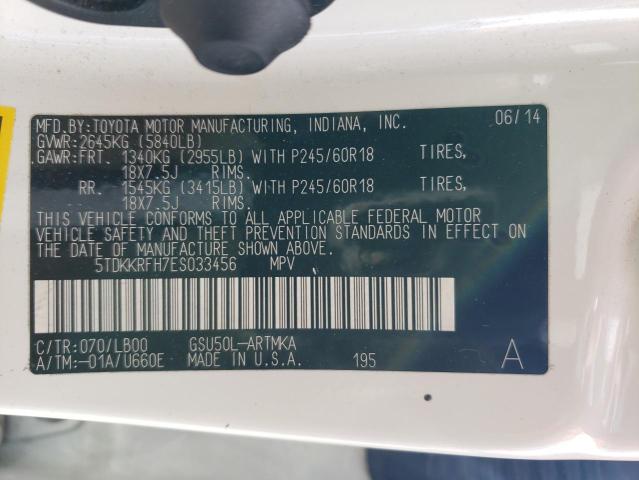 MFD.BY:TOYOTA MOTOR MANUFACTURING, INDIANA, INC. 06/14
GVWR:2645KG (5840LB)
GAWR:FRT. 1340KG (2955LB) WITH P245/60R18 TIRES,
18X7.5J RIMS.
RR. 1545KG (3415LB) WITH P245/60R18 TIRES,
18X7.5J RIMS.
THIS VEHICLE CONFORMS TO ALL APPLICABLE FEDERAL MOTOR
VEHICLE SAFETY AND THEFT PREVENTION STANDARDS IN EFFECT ON
THE DATE OF MANUFACTURE SHOWN ABOVE.
5TDKKRFH7ES033456 MPV
C/TR:070/LB00 GSU50L-ARTMKA
A/TM:-01A/U660E MADE IN U.S.A. 195 A